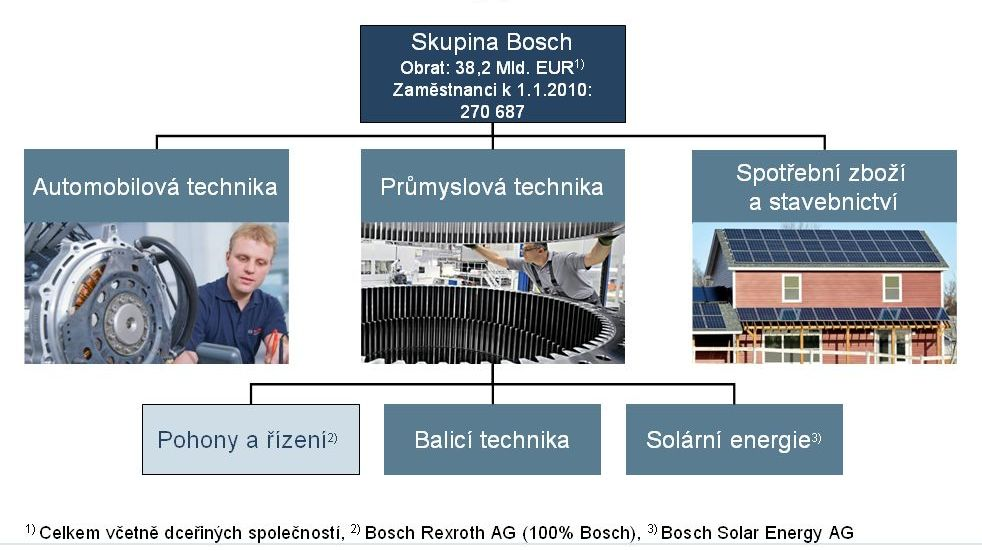 Skupina Bosch
Obrat: 38,2 Mld. EUR1)
Zaměstnanci k 1.1.2010:
270 687
Automobilová technika
Průmyslová technika
Spotřební zboží
a stavebnictví
Pohony a řízení2)
Balicí technika
Solární energie3)
1) Celkem včetně dceřiných společností, 2) Bosch Rexroth AG (100% Bosch), 3) Bosch Solar Energy AG